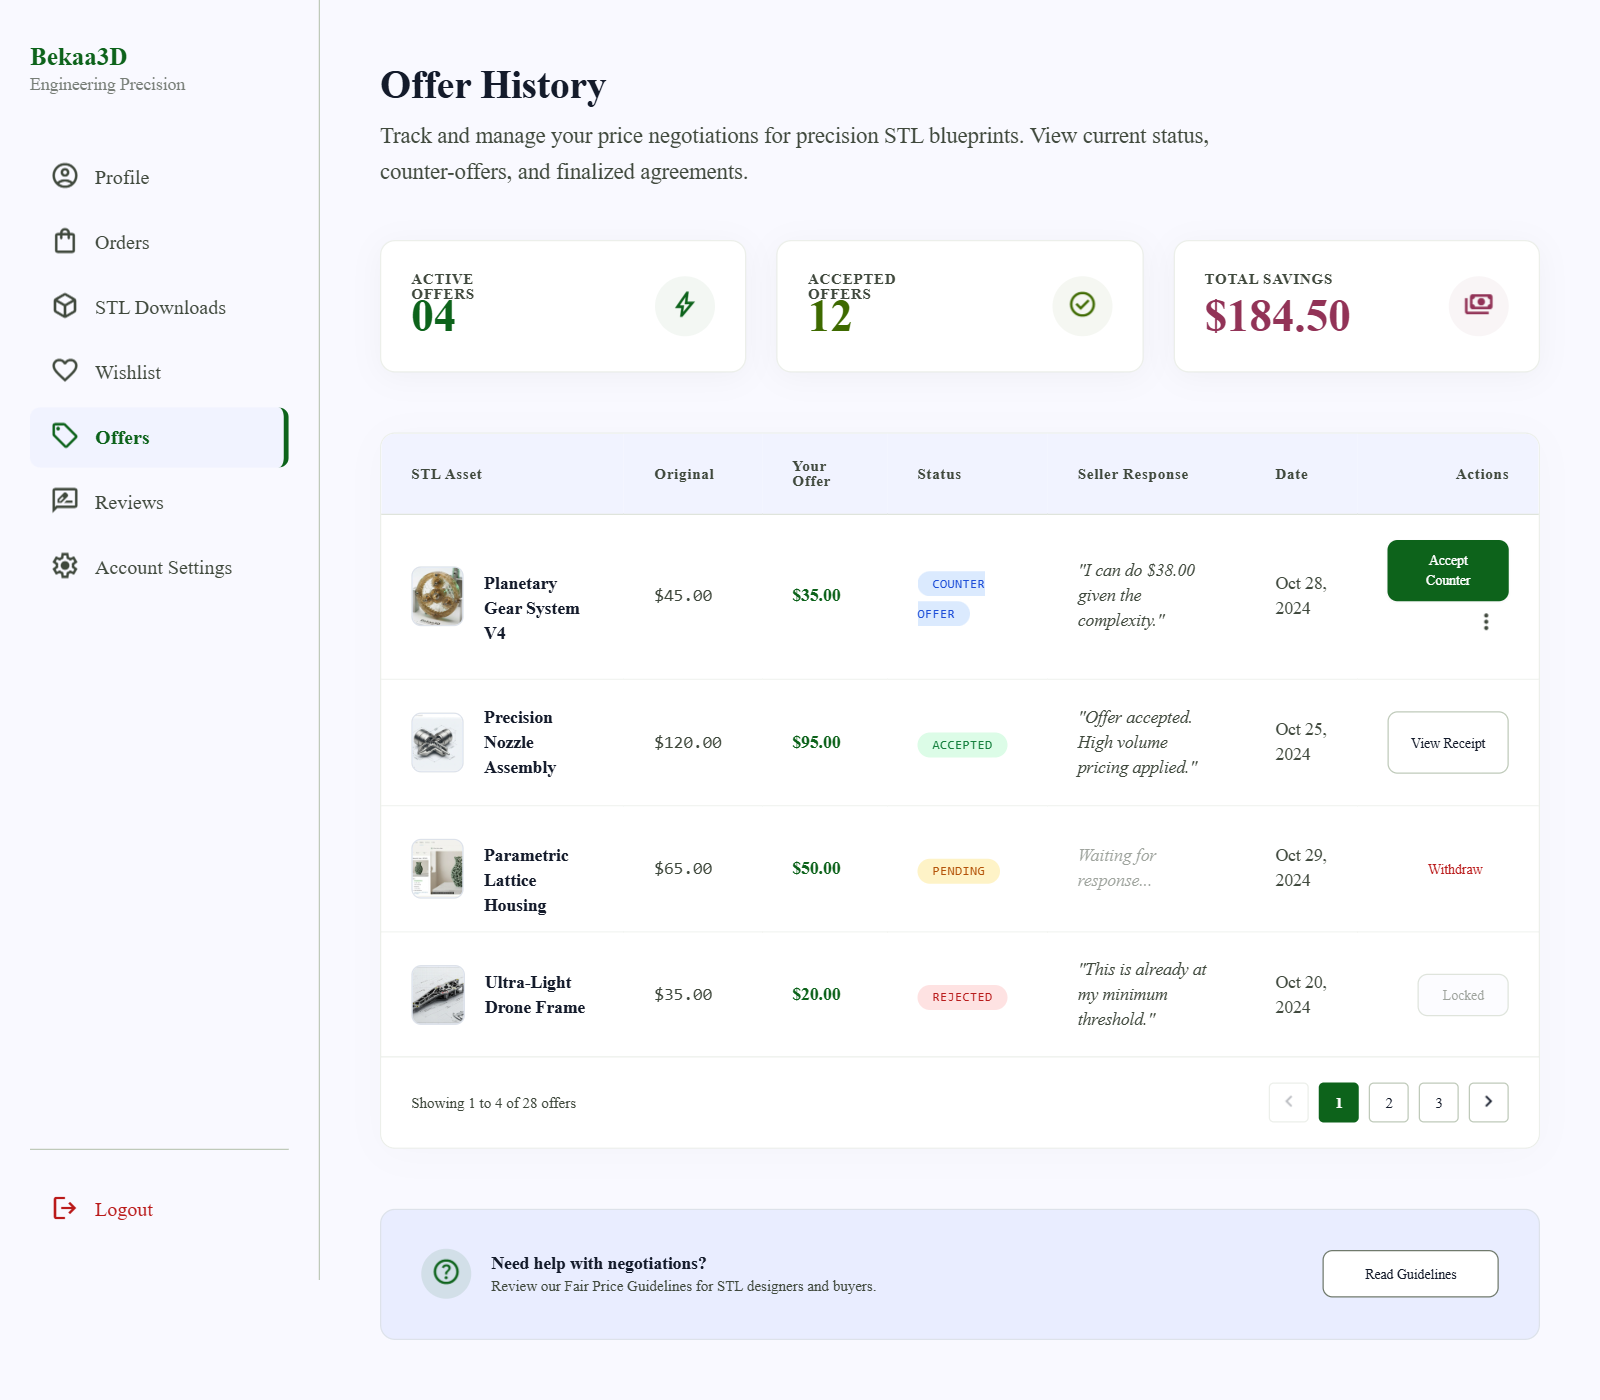 Bekaa3D
Engineering Precision
Profile
Orders
STL Downloads
Wishlist
Offers
Reviews
Account Settings
Logout
Offer History
Track and manage your price negotiations for precision STL blueprints. View current status,
counter-offers, and finalized agreements.
ACTIVE
OFFERS
04
ACCEPTED
OFFERS
12
TOTAL SAVINGS
$184.50
STL Asset
Original
Your
Offer
Status
Seller Response
Date
Actions
Planetary
Gear System
V4
$45.00
$35.00
COUNTER
OFFER
"I can do $38.00
given the
complexity."
Oct 28,
2024
Accept
Counter
Precision
Nozzle
Assembly
$120.00
$95.00
ACCEPTED
"Offer accepted.
High volume
pricing applied."
Oct 25,
2024
View Receipt
Parametric
Lattice
Housing
$65.00
$50.00
PENDING
Waiting for
response...
Oct 29,
2024
Withdraw
Ultra-Light
Drone Frame
$35.00
$20.00
REJECTED
"This is already at
my minimum
threshold."
Oct 20,
2024
Locked
Showing 1 to 4 of 28 offers
1
2
3
Need help with negotiations?
Review our Fair Price Guidelines for STL designers and buyers.
Read Guidelines